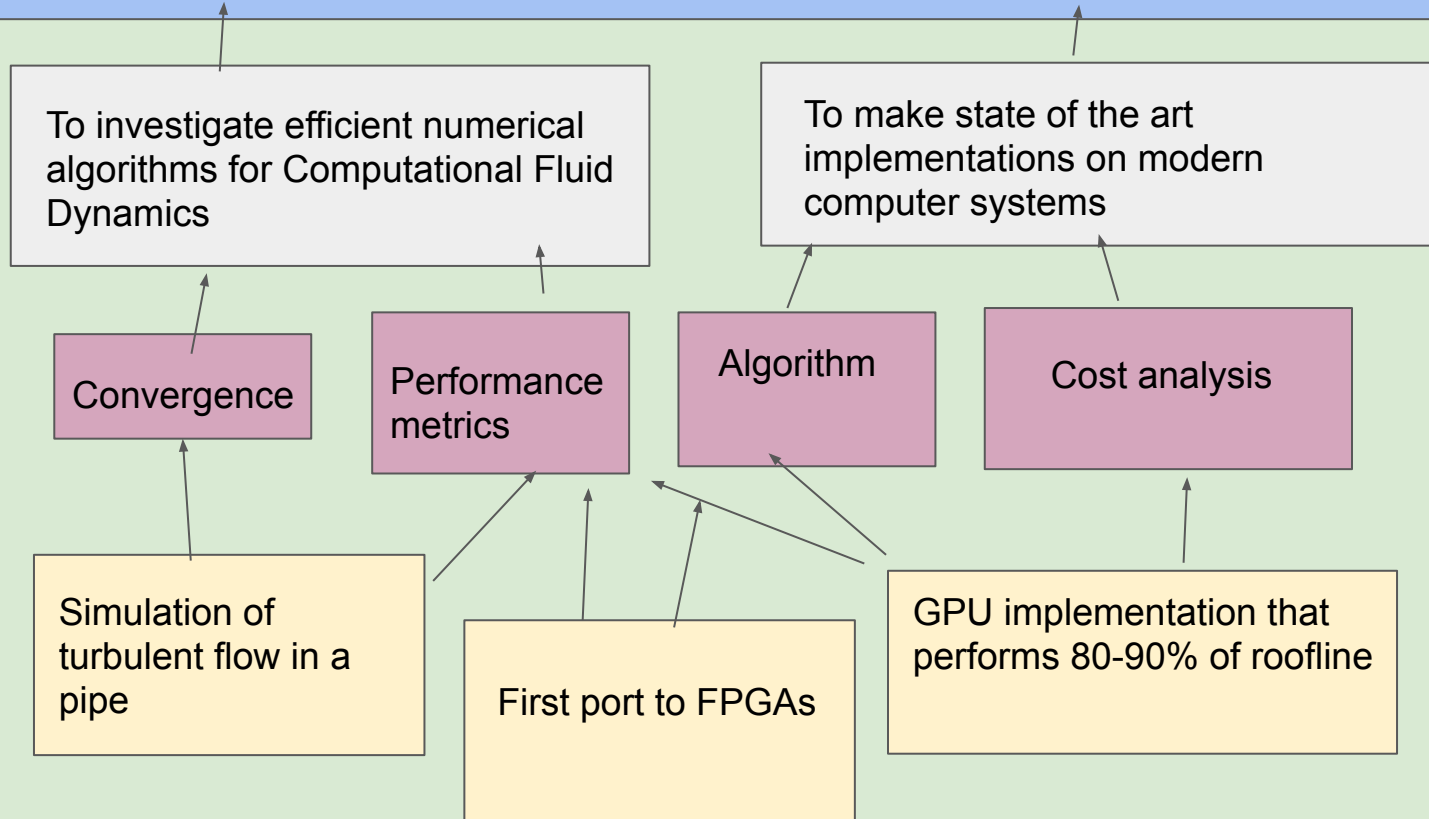 To investigate efficient numerical
algorithms for Computational Fluid
Dynamics
To make state of the art
implementations on modern
computer systems
Convergence
Performance
metrics
Algorithm
Cost analysis
Simulation of
turbulent flow in a
pipe
First port to FPGAs
GPU implementation that
performs 80-90% of roofline